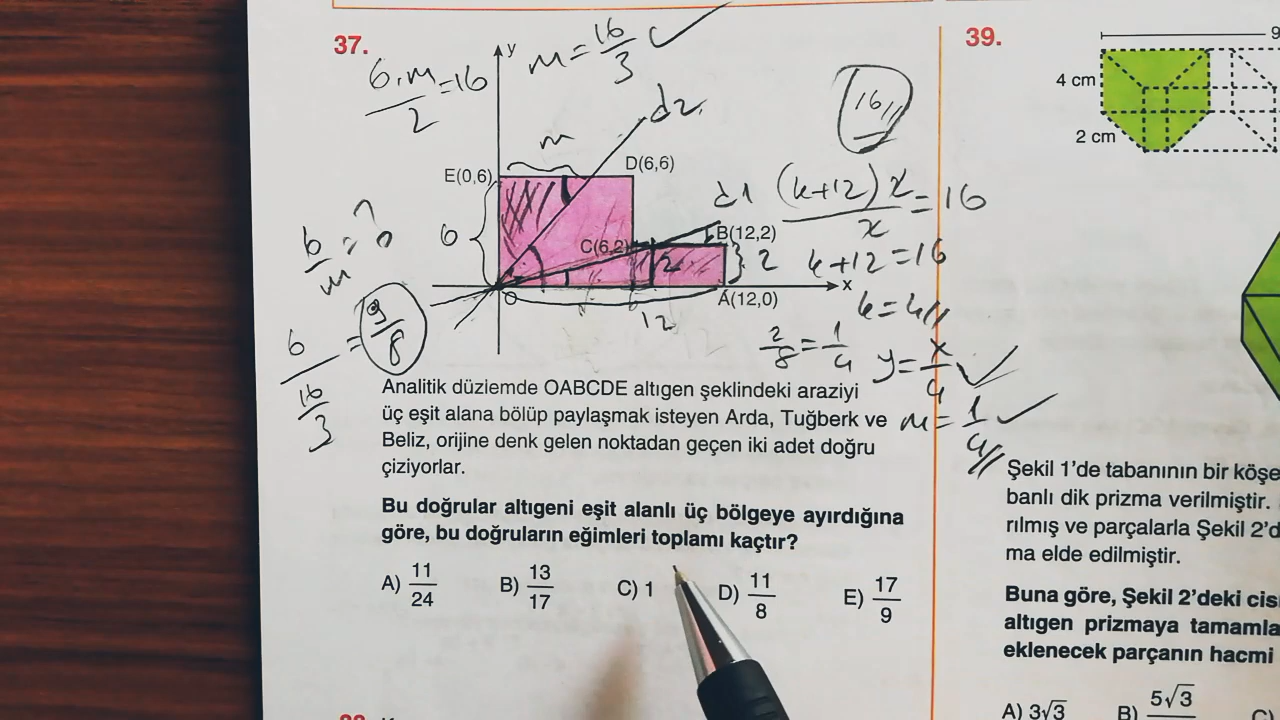 37.
6.m/2 = 16
m = 16/3
d2
m
E(0,6)
D(6,6)
6
C(6,2)
d1
B(12,2)
2
2
O
12
A(12,0)
x
y
16
(k+12)x/x = 16
k+12 = 16
k = 4
2/8 = 1/4
y = x/4
m = 1/4
6/m = ?
6/(16/3) = 9/8
Analitik düzlemde OABCDE altıgen şeklindeki araziyi
üç eşit alana bölüp paylaşmak isteyen Arda, Tuğberk ve
Beliz, orijine denk gelen noktadan geçen iki adet doğru
çiziyorlar.
Bu doğrular altıgeni eşit alanlı üç bölgeye ayırdığına
göre, bu doğruların eğimleri toplamı kaçtır?
A) 11/24 B) 13/17 C) 1 D) 11/8 E) 17/9
39.
9
4 cm
2 cm
Şekil 1'de tabanının bir köşe
banlı dik prizma verilmiştir.
rılmış ve parçalarla Şekil 2'd
ma elde edilmiştir.
Buna göre, Şekil 2'deki cis
altıgen prizmaya tamamla
eklenecek parçanın hacmi
A) 3√3 B) 5√3 C)